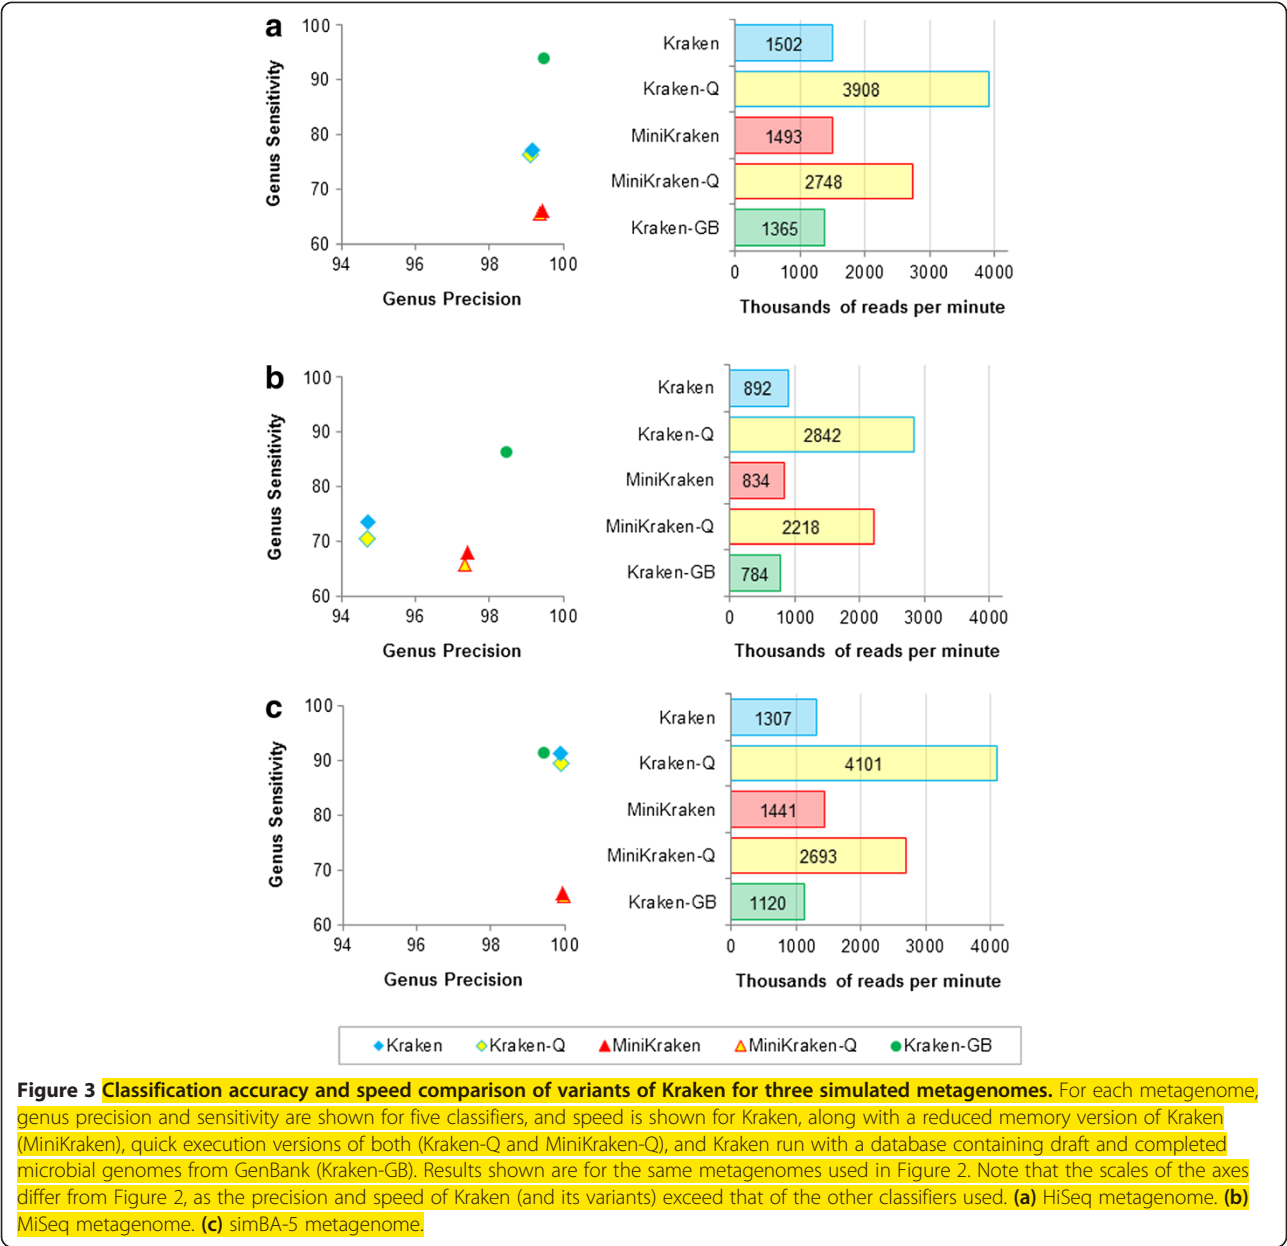 a
100
90
80
70
60
94
96
98
100
Genus Sensitivity
Genus Precision
Kraken
1502
Kraken-Q
3908
MiniKraken
1493
MiniKraken-Q
2748
Kraken-GB
1365
0
1000
2000
3000
4000
Thousands of reads per minute
b
100
90
80
70
60
94
96
98
100
Genus Sensitivity
Genus Precision
Kraken
892
Kraken-Q
2842
MiniKraken
834
MiniKraken-Q
2218
Kraken-GB
784
0
1000
2000
3000
4000
Thousands of reads per minute
c
100
90
80
70
60
94
96
98
100
Genus Sensitivity
Genus Precision
Kraken
1307
Kraken-Q
4101
MiniKraken
1441
MiniKraken-Q
2693
Kraken-GB
1120
0
1000
2000
3000
4000
Thousands of reads per minute
Kraken Kraken-Q MiniKraken MiniKraken-Q Kraken-GB
Figure 3 Classification accuracy and speed comparison of variants of Kraken for three simulated metagenomes. For each metagenome,
genus precision and sensitivity are shown for five classifiers, and speed is shown for Kraken, along with a reduced memory version of Kraken
(MiniKraken), quick execution versions of both (Kraken-Q and MiniKraken-Q), and Kraken run with a database containing draft and completed
microbial genomes from GenBank (Kraken-GB). Results shown are for the same metagenomes used in Figure 2. Note that the scales of the axes
differ from Figure 2, as the precision and speed of Kraken (and its variants) exceed that of the other classifiers used. (a) HiSeq metagenome. (b)
MiSeq metagenome. (c) simBA-5 metagenome.